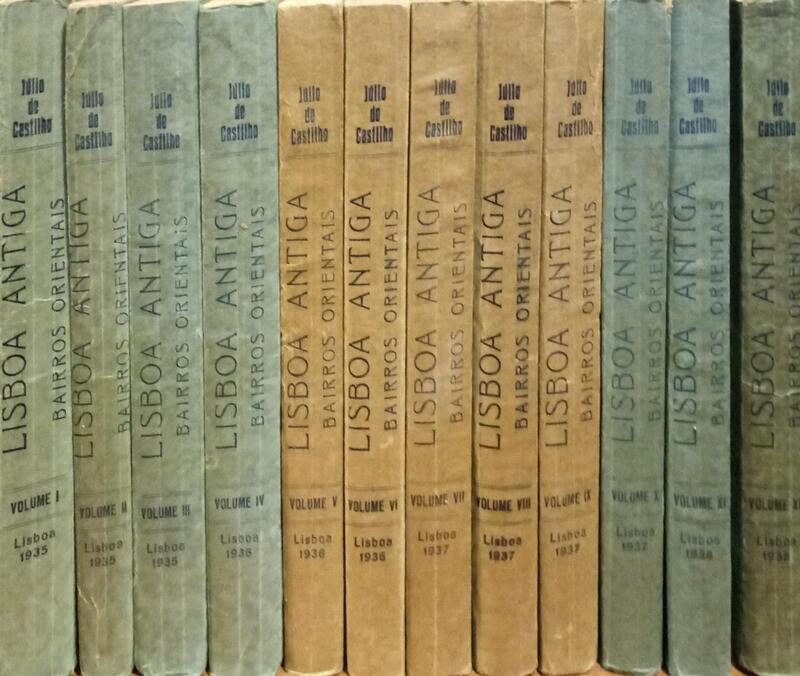 Júlio
de
Castilho
LISBOA ANTIGA
BAIRROS ORIENTAIS
VOLUME I
Lisboa
1935
Júlio
de
Castilho
LISBOA ANTIGA
BAIRROS ORIENTAIS
VOLUME II
Lisboa
1935
Júlio
de
Castilho
LISBOA ANTIGA
BAIRROS ORIENTAIS
VOLUME III
Lisboa
1935
Júlio
de
Castilho
LISBOA ANTIGA
BAIRROS ORIENTAIS
VOLUME IV
Lisboa
1936
Júlio
de
Castilho
LISBOA ANTIGA
BAIRROS ORIENTAIS
VOLUME V
Lisboa
1936
Júlio
de
Castilho
LISBOA ANTIGA
BAIRROS ORIENTAIS
VOLUME VI
Lisboa
1936
Júlio
de
Castilho
LISBOA ANTIGA
BAIRROS ORIENTAIS
VOLUME VII
Lisboa
1937
Júlio
de
Castilho
LISBOA ANTIGA
BAIRROS ORIENTAIS
VOLUME VIII
Lisboa
1937
Júlio
de
Castilho
LISBOA ANTIGA
BAIRROS ORIENTAIS
VOLUME IX
Lisboa
1937
Júlio
de
Castilho
LISBOA ANTIGA
BAIRROS ORIENTAIS
VOLUME X
Lisboa
1937
Júlio
de
Castilho
LISBOA ANTIGA
BAIRROS ORIENTAIS
VOLUME XI
Lisboa
1938
Júlio
de
Castilho
LISBOA ANTIGA
BAIRROS ORIENTAIS
VOLUME
Lisboa
1938